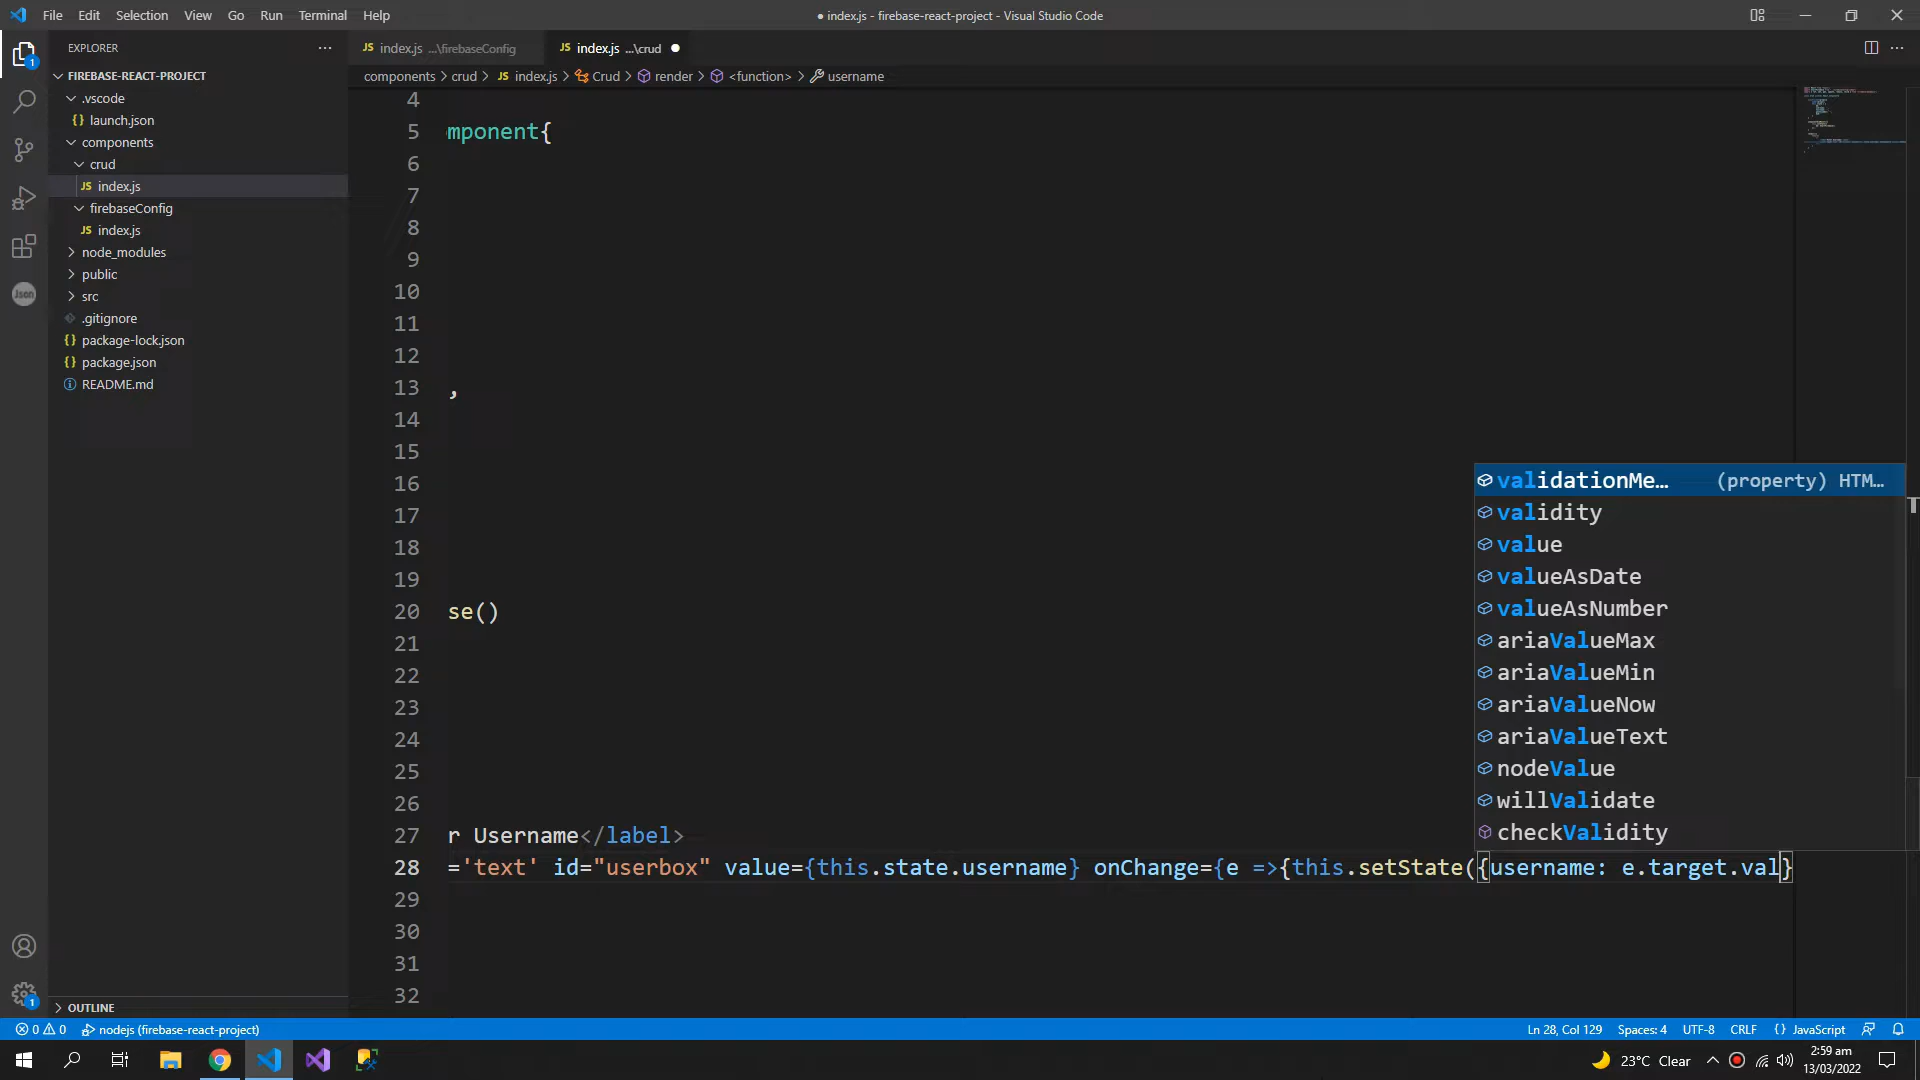 File Edit Selection View Go Run Terminal Help
● index.js - firebase-react-project - Visual Studio Code
EXPLORER
FIREBASE-REACT-PROJECT
.vscode
launch.json
components
crud
index.js
firebaseConfig
index.js
node_modules
public
src
.gitignore
package-lock.json
package.json
README.md
OUTLINE
JS index.js ...\firebaseConfig
JS index.js ...\crud
components > crud > JS index.js > Crud > render > <function> > username
4
5 mponent{
6
7
8
9
10
11
12
13 ,
14
15
16
17
18
19
20 se()
21
22
23
24
25
26
27 r Username</label>
28 ='text' id="userbox" value={this.state.username} onChange={e =>{this.setState({username: e.target.val}
29
30
31
32
validationMe… (property) HTM…
validity
value
valueAsDate
valueAsNumber
ariaValueMax
ariaValueMin
ariaValueNow
ariaValueText
nodeValue
willValidate
checkValidity
0 0 nodejs (firebase-react-project)
Ln 28, Col 129 Spaces: 4 UTF-8 CRLF {} JavaScript
23°C Clear
2:59 am
13/03/2022